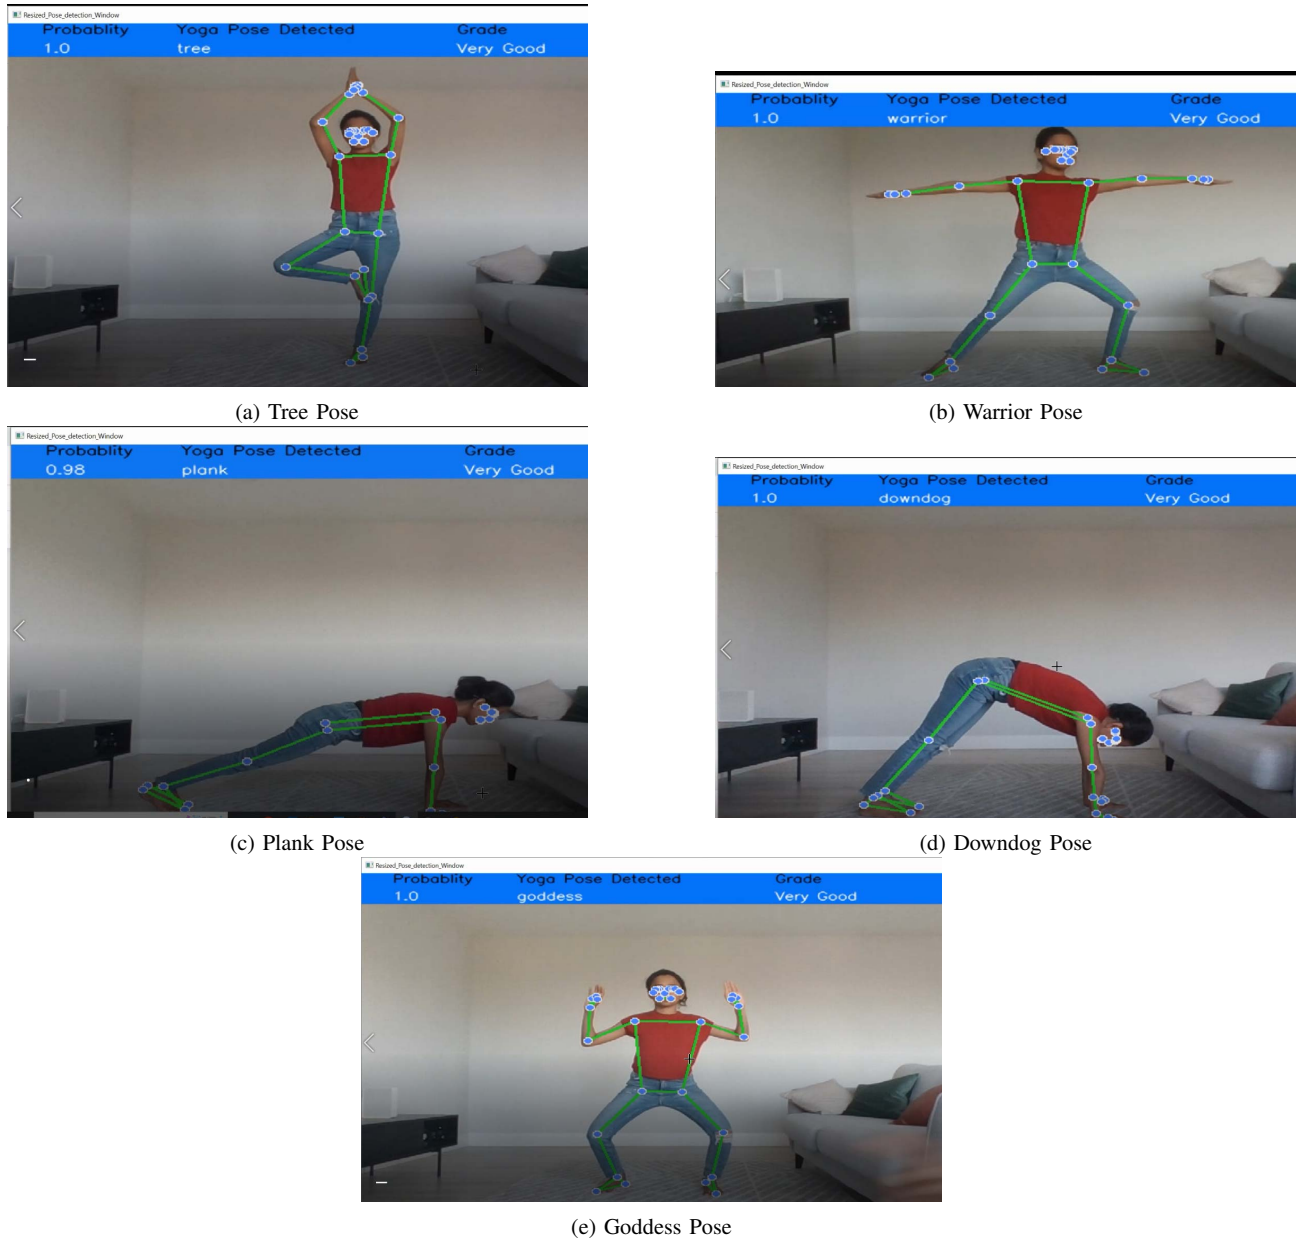 Resized_Pose_detection_Window
Probablity Yoga Pose Detected Grade
1.0 tree Very Good
(a) Tree Pose
Resized_Pose_detection_Window
Probablity Yoga Pose Detected Grade
1.0 warrior Very Good
(b) Warrior Pose
Resized_Pose_detection_Window
Probablity Yoga Pose Detected Grade
0.98 plank Very Good
(c) Plank Pose
Resized_Pose_detection_Window
Probablity Yoga Pose Detected Grade
1.0 downdog Very Good
(d) Downdog Pose
Resized_Pose_detection_Window
Probablity Yoga Pose Detected Grade
1.0 goddess Very Good
(e) Goddess Pose